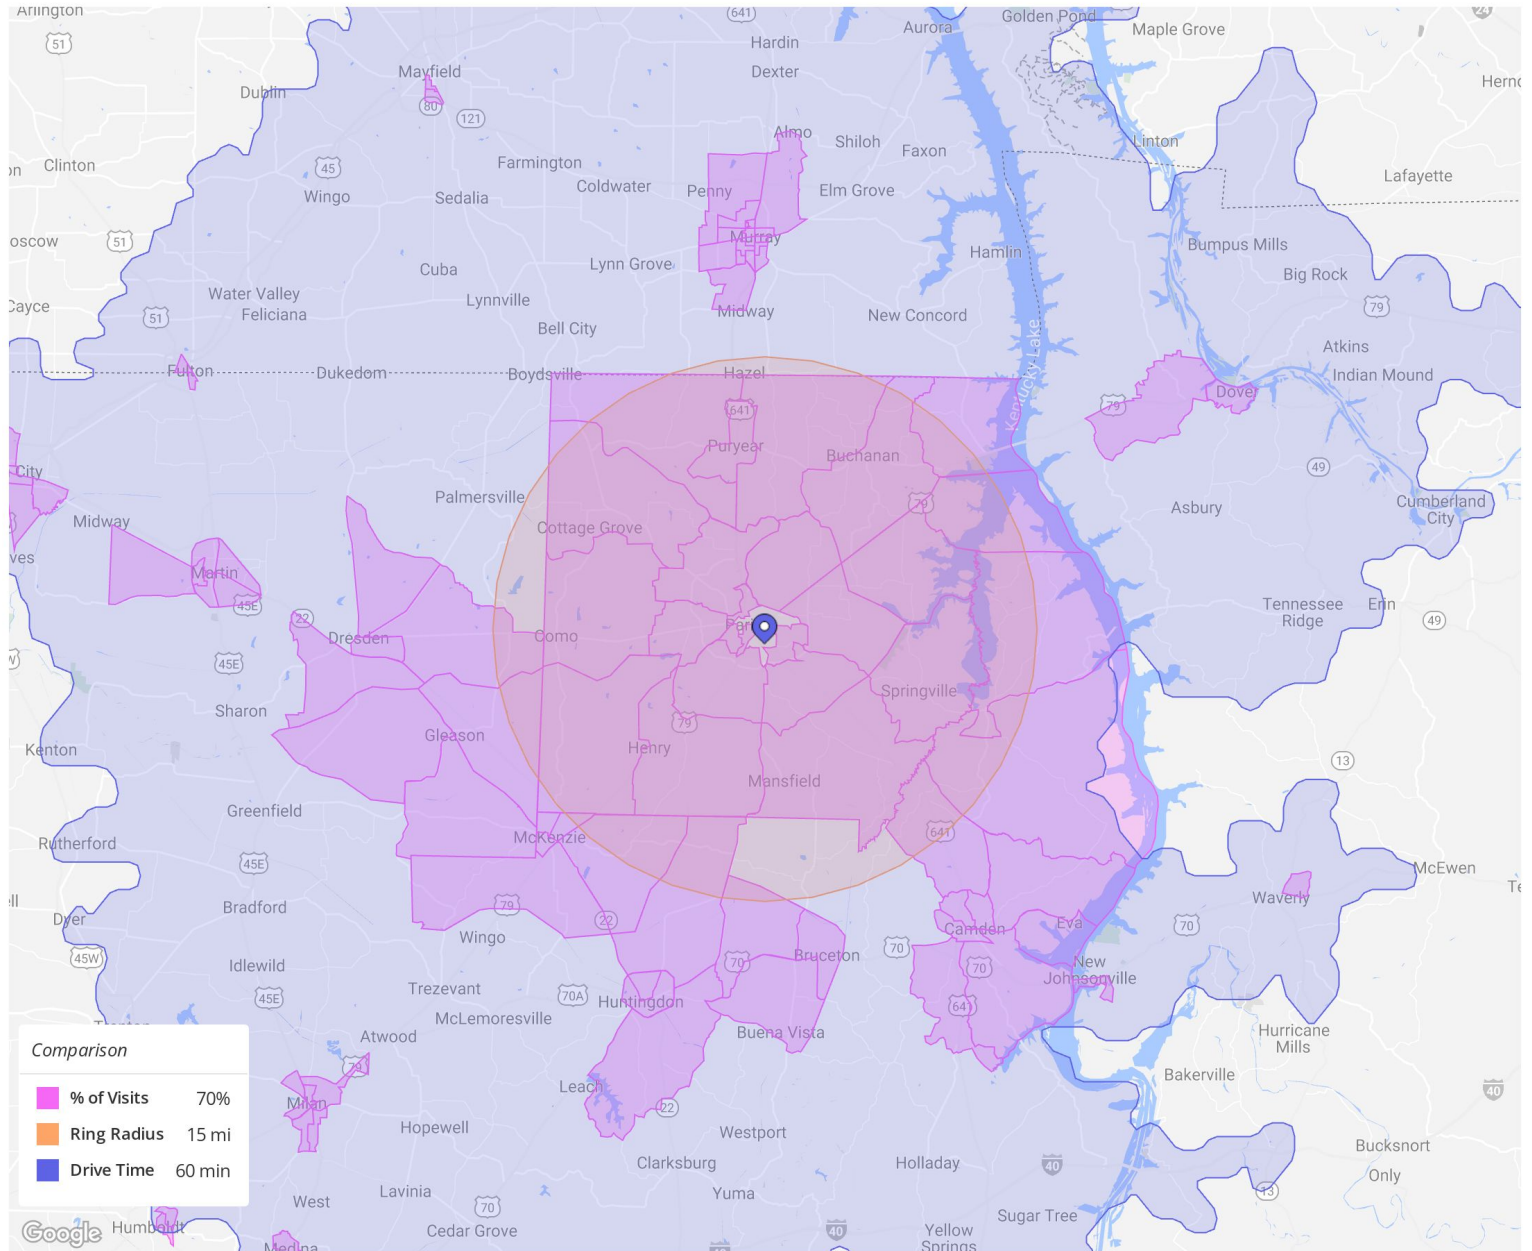 Arlington
641
Aurora
Golden Pond
24
Maple Grove
51
Hardin
Mayfield
Dexter
Dublin
80
121
Almo
Shiloh
Linton
Clinton
45
Farmington
Faxon
Wingo
Sedalia
Coldwater
Penny
Elm Grove
Lafayette
51
Murray
Bumpus Mills
Cuba
Lynn Grove
Hamlin
Big Rock
Water Valley
Feliciana
Lynnville
51
Bell City
Midway
New Concord
79
Kentucky Lake
Atkins
Fulton
Dukedom
Boydsville
Hazel
Indian Mound
Dover
641
79
Puryear
Buchanan
49
City
Palmersville
79
Asbury
Cumberland
City
Midway
Cottage Grove
Martin
45E
22
Tennessee
Ridge
Erin
49
Dresden
Como
45E
Springville
Sharon
79
Gleason
Henry
Kenton
13
Mansfield
Greenfield
McKenzie
641
Rutherford
45E
McEwen
79
22
Waverly
Bradford
Dyer
Camden
Eva
70
Wingo
70
Bruceton
45W
Idlewild
70
70
New
Johnsonville
45E
Trezevant
70A
Huntingdon
641
McLemoresville
Buena Vista
Atwood
Hurricane
Mills
79
Bakerville
Leach
40
Milan
22
Hopewell
Westport
Bucksnort
Clarksburg
Holladay
40
Only
Lavinia
Yuma
13
West
70
Sugar Tree
Humboldt
Cedar Grove
40
Yellow
Springs
Medina
Comparison
% of Visits 70%
Ring Radius 15 mi
Drive Time 60 min
Google